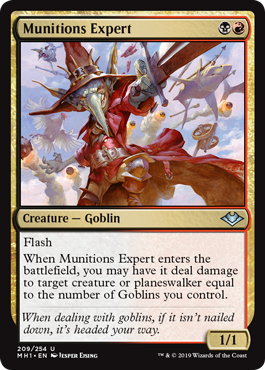 Munitions Expert
Creature — Goblin
Flash
When Munitions Expert enters the
battlefield, you may have it deal damage
to target creature or planeswalker equal
to the number of Goblins you control.
When dealing with goblins, if it isn't nailed
down, it's headed your way.
1/1
209/254 U
MH1 • EN Jesper Ejsing
™ & © 2019 Wizards of the Coast